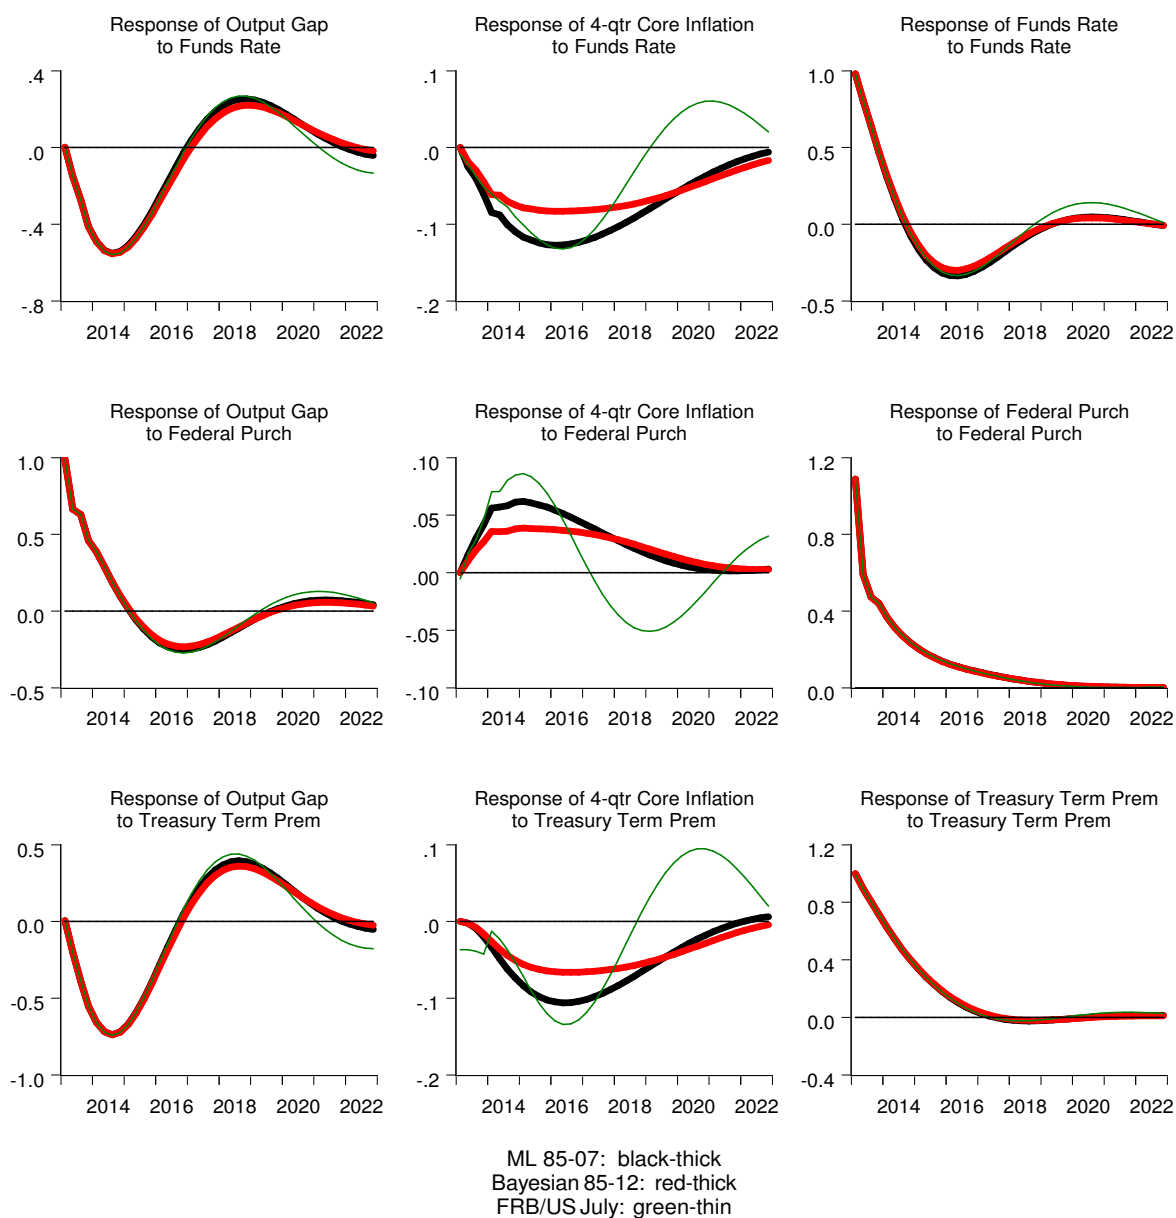 Response of Output Gap
to Funds Rate
.4
.0
-.4
-.8
2014 2016 2018 2020 2022
Response of 4-qtr Core Inflation
to Funds Rate
.1
.0
-.1
-.2
2014 2016 2018 2020 2022
Response of Funds Rate
to Funds Rate
1.0
0.5
0.0
-0.5
2014 2016 2018 2020 2022
Response of Output Gap
to Federal Purch
1.0
0.5
0.0
-0.5
2014 2016 2018 2020 2022
Response of 4-qtr Core Inflation
to Federal Purch
.10
.05
.00
-.05
-.10
2014 2016 2018 2020 2022
Response of Federal Purch
to Federal Purch
1.2
0.8
0.4
0.0
2014 2016 2018 2020 2022
Response of Output Gap
to Treasury Term Prem
0.5
0.0
-0.5
-1.0
2014 2016 2018 2020 2022
Response of 4-qtr Core Inflation
to Treasury Term Prem
.1
.0
-.1
-.2
2014 2016 2018 2020 2022
Response of Treasury Term Prem
to Treasury Term Prem
1.2
0.8
0.4
0.0
-0.4
2014 2016 2018 2020 2022
ML 85-07: black-thick
Bayesian 85-12: red-thick
FRB/US July: green-thin